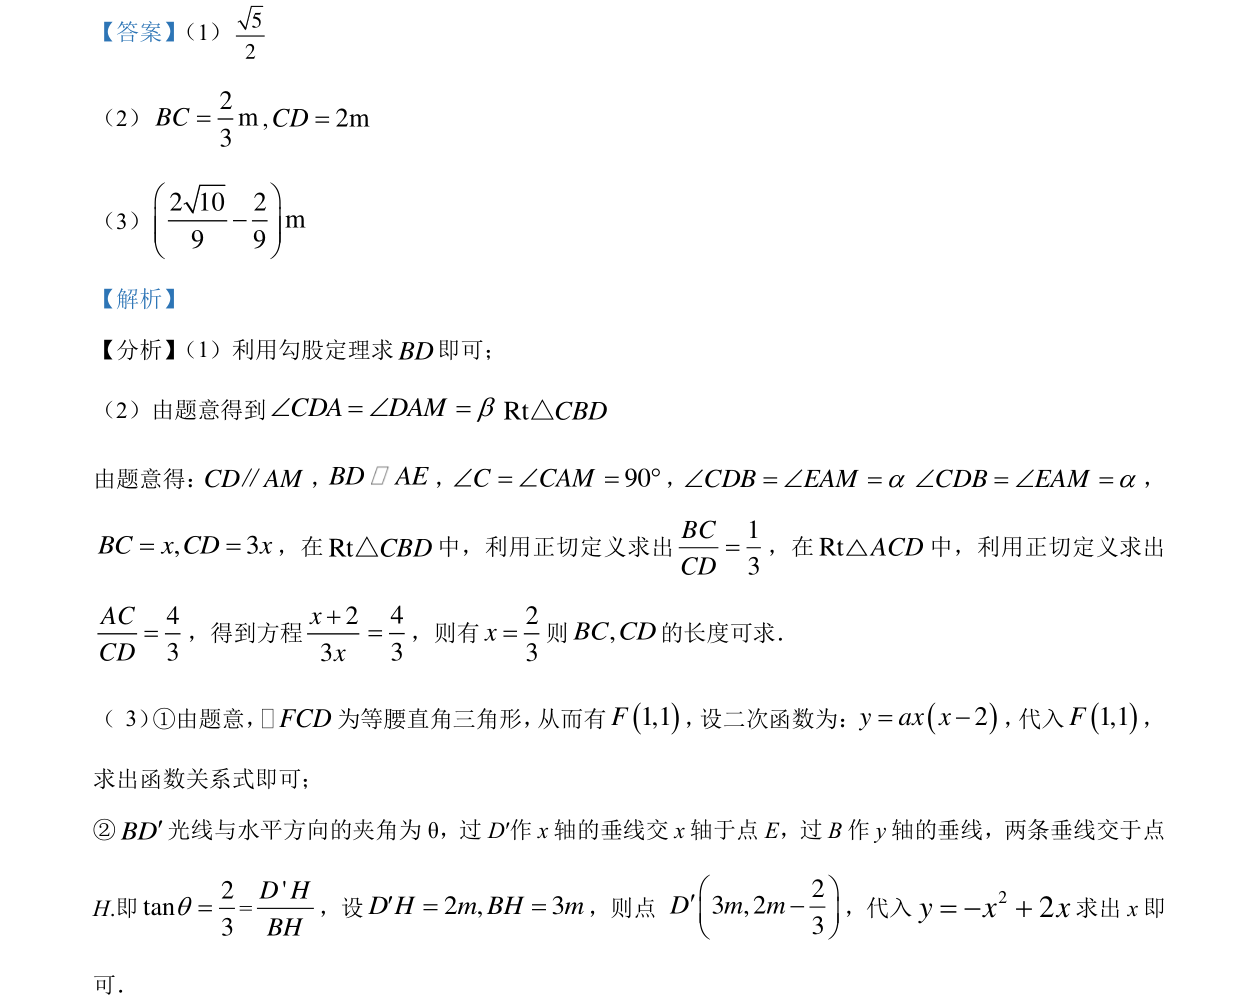 【答案】（1） √5/2
（2） BC = 2/3 m , CD = 2m
（3） (2√10/9 − 2/9) m
【解析】
【分析】（1）利用勾股定理求 BD 即可；
（2）由题意得到 ∠CDA = ∠DAM = β Rt△CBD
由题意得：CD∥AM ，BD □ AE ，∠C = ∠CAM = 90° ，∠CDB = ∠EAM = α ∠CDB = ∠EAM = α ，
BC = x, CD = 3x ，在 Rt△CBD 中，利用正切定义求出 BC/CD = 1/3 ，在 Rt△ACD 中，利用正切定义求出
AC/CD = 4/3 ，得到方程 (x+2)/3x = 4/3 ，则有 x = 2/3 则 BC, CD 的长度可求．
（ 3）①由题意，□ FCD 为等腰直角三角形，从而有 F (1,1) ，设二次函数为：y = ax(x − 2) ，代入 F (1,1) ，
求出函数关系式即可；
② BD′ 光线与水平方向的夹角为 θ，过 D′作 x 轴的垂线交 x 轴于点 E，过 B 作 y 轴的垂线，两条垂线交于点
H.即 tanθ = 2/3 = D'H/BH ，设 D′H = 2m, BH = 3m ，则点 D′(3m, 2m − 2/3) ，代入 y = −x² + 2x 求出 x 即
可．